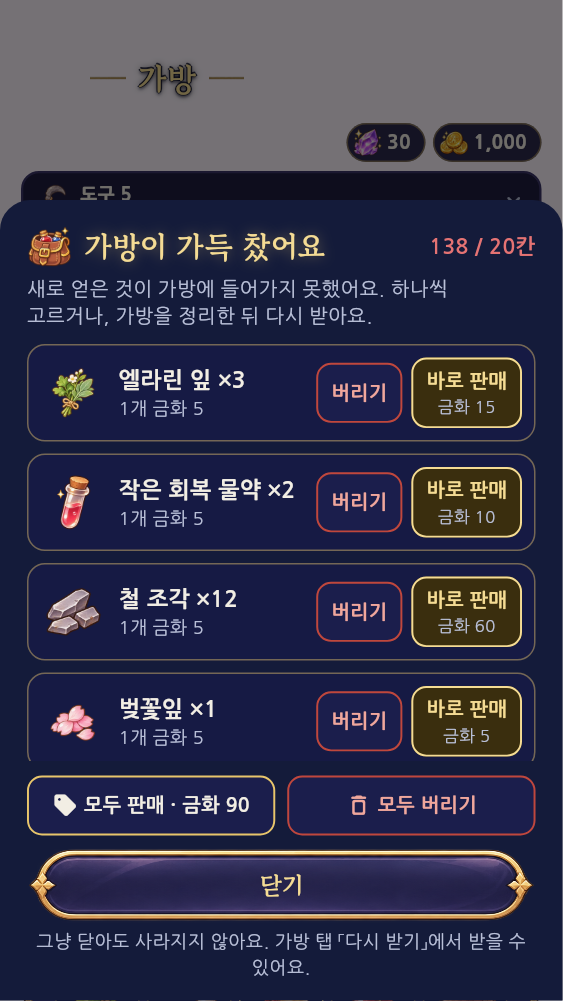 가방
30
1,000
도구 5
가방이 가득 찼어요
138 / 20칸
새로 얻은 것이 가방에 들어가지 못했어요. 하나씩
고르거나, 가방을 정리한 뒤 다시 받아요.
엘라린 잎 ×3
1개 금화 5
버리기
바로 판매
금화 15
작은 회복 물약 ×2
1개 금화 5
버리기
바로 판매
금화 10
철 조각 ×12
1개 금화 5
버리기
바로 판매
금화 60
벚꽃잎 ×1
1개 금화 5
버리기
바로 판매
금화 5
모두 판매 · 금화 90
모두 버리기
닫기
그냥 닫아도 사라지지 않아요. 가방 탭 「다시 받기」에서 받을 수
있어요.